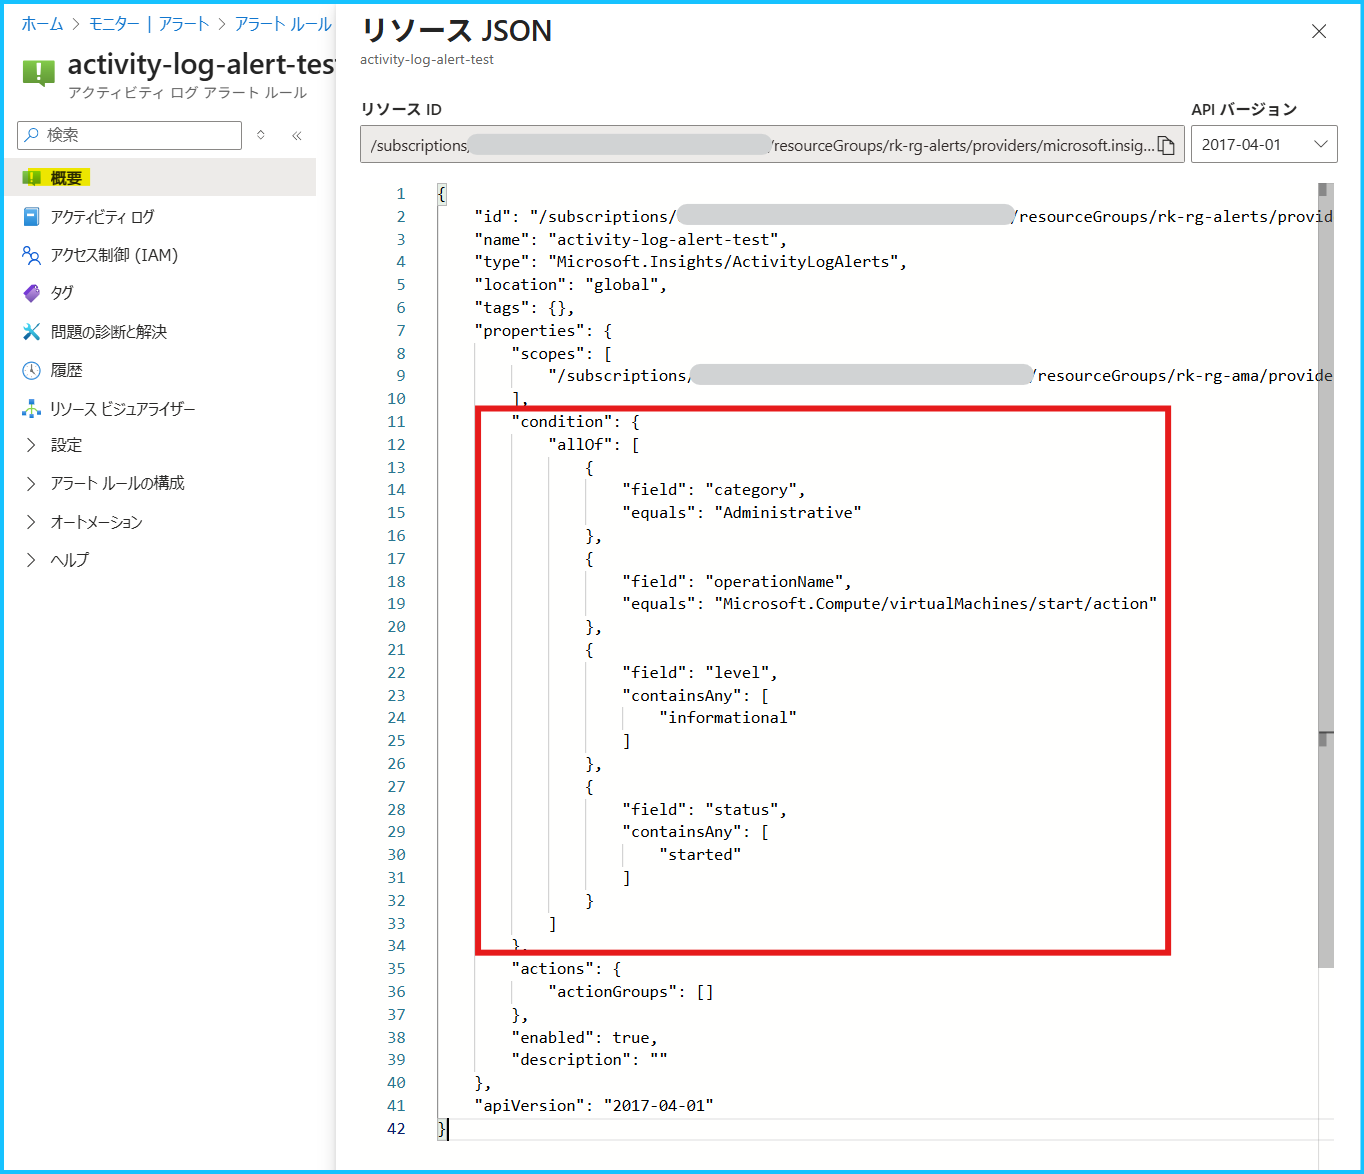 ホーム > モニター | アラート > アラート ルール
activity-log-alert-tes
アクティビティ ログ アラート ルール
検索
概要
アクティビティ ログ
アクセス制御 (IAM)
タグ
問題の診断と解決
履歴
リソース ビジュアライザー
設定
アラート ルールの構成
オートメーション
ヘルプ
リソース JSON
activity-log-alert-test
リソース ID
API バージョン
/subscriptions/ /resourceGroups/rk-rg-alerts/providers/microsoft.insig...
2017-04-01
1 {
2 "id": "/subscriptions/ /resourceGroups/rk-rg-alerts/provid
3 "name": "activity-log-alert-test",
4 "type": "Microsoft.Insights/ActivityLogAlerts",
5 "location": "global",
6 "tags": {},
7 "properties": {
8 "scopes": [
9 "/subscriptions/ /resourceGroups/rk-rg-ama/provide
10 ],
11 "condition": {
12 "allOf": [
13 {
14 "field": "category",
15 "equals": "Administrative"
16 },
17 {
18 "field": "operationName",
19 "equals": "Microsoft.Compute/virtualMachines/start/action"
20 },
21 {
22 "field": "level",
23 "containsAny": [
24 "informational"
25 ]
26 },
27 {
28 "field": "status",
29 "containsAny": [
30 "started"
31 ]
32 }
33 ]
34 },
35 "actions": {
36 "actionGroups": []
37 },
38 "enabled": true,
39 "description": ""
40 },
41 "apiVersion": "2017-04-01"
42 }